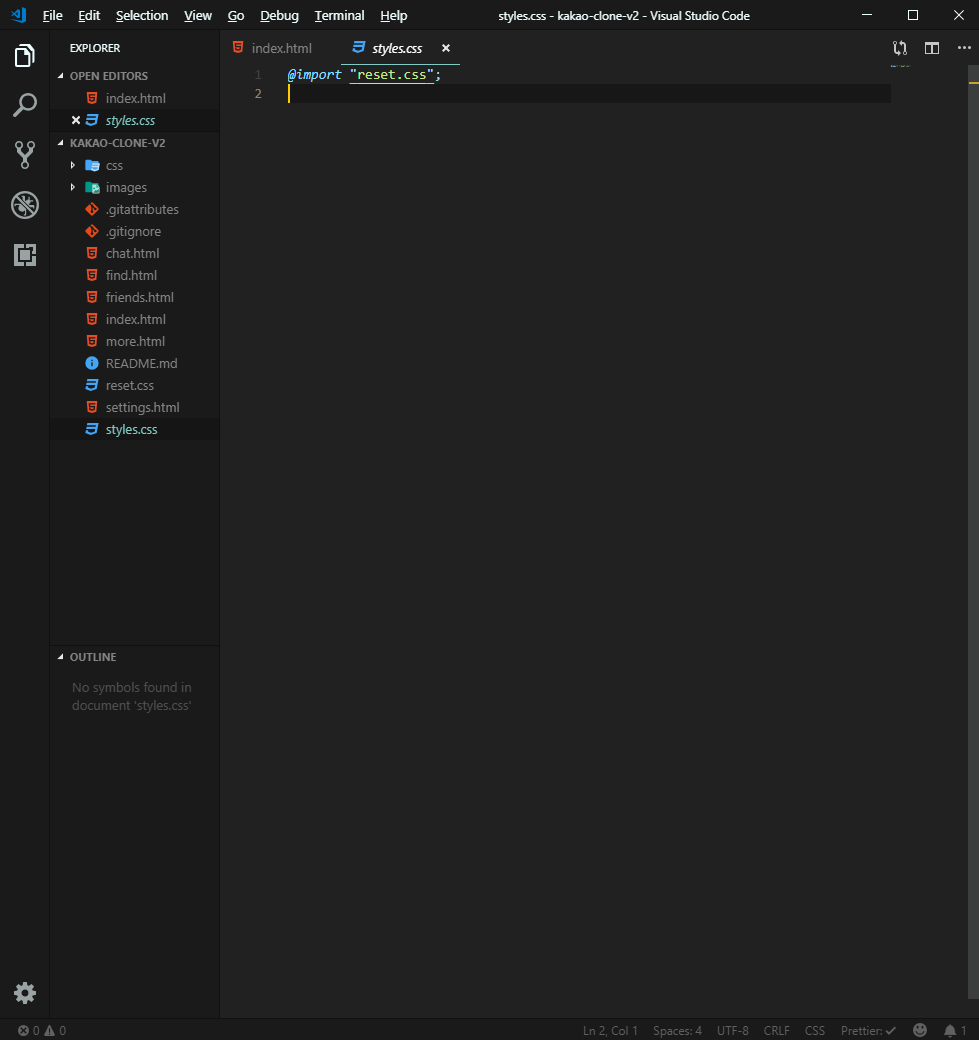 File Edit Selection View Go Debug Terminal Help styles.css - kakao-clone-v2 - Visual Studio Code
EXPLORER
OPEN EDITORS
index.html
styles.css
KAKAO-CLONE-V2
css
images
.gitattributes
.gitignore
chat.html
find.html
friends.html
index.html
more.html
README.md
reset.css
settings.html
styles.css
OUTLINE
No symbols found in
document 'styles.css'
index.html styles.css
1 @import "reset.css";
2
0 0 Ln 2, Col 1 Spaces: 4 UTF-8 CRLF CSS Prettier: 1